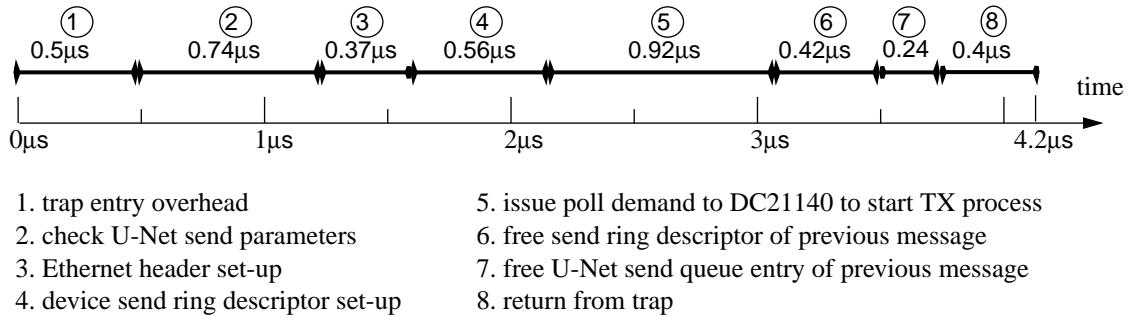 1 2 3 4 5 6 7 8
0.5μs 0.74μs 0.37μs 0.56μs 0.92μs 0.42μs 0.24 0.4μs
time
0μs 1μs 2μs 3μs 4.2μs
1. trap entry overhead
2. check U-Net send parameters
3. Ethernet header set-up
4. device send ring descriptor set-up
5. issue poll demand to DC21140 to start TX process
6. free send ring descriptor of previous message
7. free U-Net send queue entry of previous message
8. return from trap